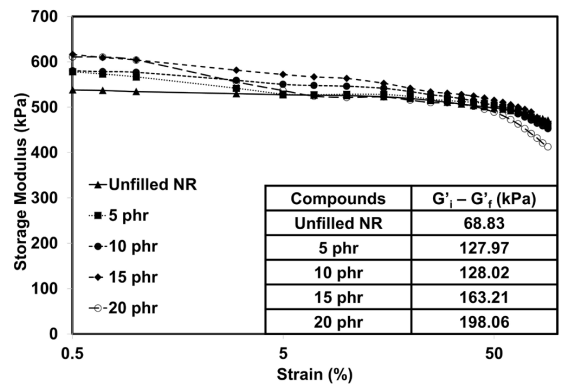 700
600
500
400
300
200
100
0
Storage Modulus (kPa)
Unfilled NR
5 phr
10 phr
15 phr
20 phr
Compounds G'i – G'f (kPa)
Unfilled NR 68.83
5 phr 127.97
10 phr 128.02
15 phr 163.21
20 phr 198.06
0.5 5 50
Strain (%)